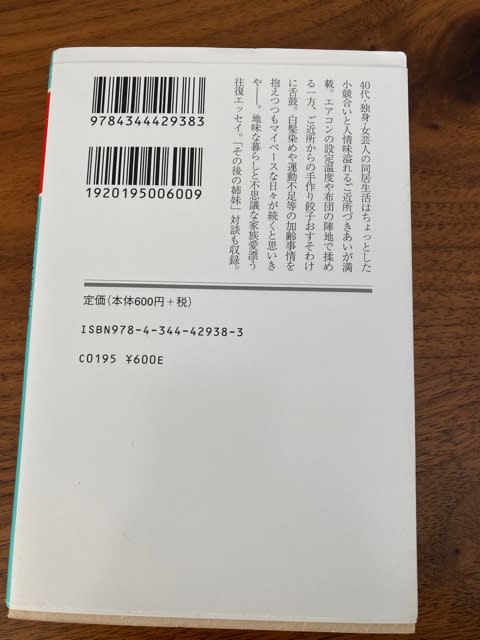 9784344429383
1920195006009
40代・独身・女芸人の同居生活はちょっとした
小競合いと人情味溢れるご近所づきあいが満
載。エアコンの設定温度や布団の陣地で揉め
る一方、ご近所からの手作り餃子おすそわけ
に舌鼓。白髪染めや運動不足等の加齢事情を
抱えつつもマイペースな日々が続くと思いき
や――。地味な暮らしと不思議な家族愛漂う
往復エッセイ。「その後の姉妹」対談も収録。
定価(本体600円+税)
ISBN978-4-344-42938-3
C0195 ¥600E